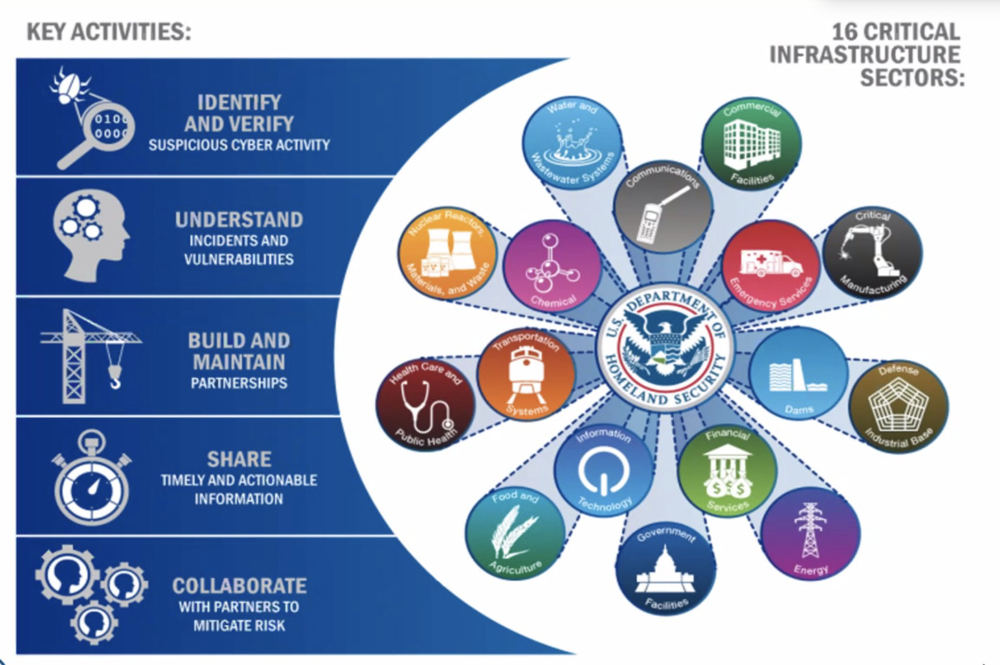 KEY ACTIVITIES:
16 CRITICAL
INFRASTRUCTURE
SECTORS:
IDENTIFY
AND VERIFY
SUSPICIOUS CYBER ACTIVITY
0100
0000
UNDERSTAND
INCIDENTS AND
VULNERABILITIES
BUILD AND
MAINTAIN
PARTNERSHIPS
SHARE
TIMELY AND ACTIONABLE
INFORMATION
COLLABORATE
WITH PARTNERS TO
MITIGATE RISK
Water and
Wastewater Systems
Commercial
Facilities
Communications
Nuclear Reactors,
Materials, and Waste
Chemical
Emergency Services
Critical
Manufacturing
U.S. DEPARTMENT OF
HOMELAND SECURITY
Health Care and
Public Health
Transportation
Systems
Dams
Defense
Industrial Base
Information
Technology
Financial
Services
$ $ $
Food and
Agriculture
Government
Facilities
Energy